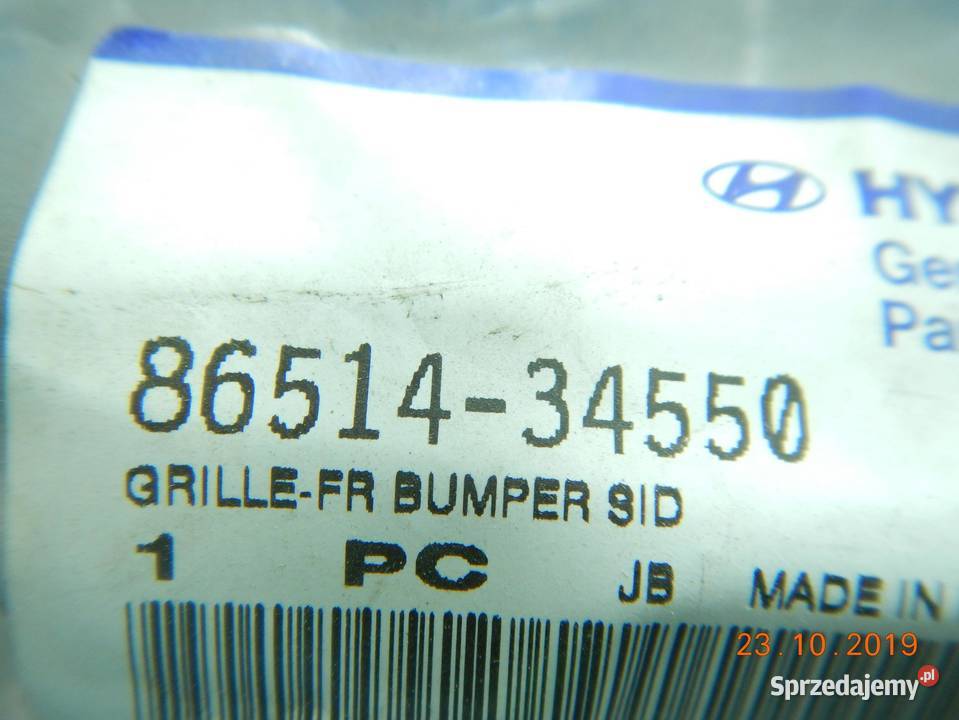 HY
Ge
Pa
86514-34550
GRILLE-FR BUMPER SID
1 PC JB MADE IN
23.10.2019
Sprzedajemy.pl